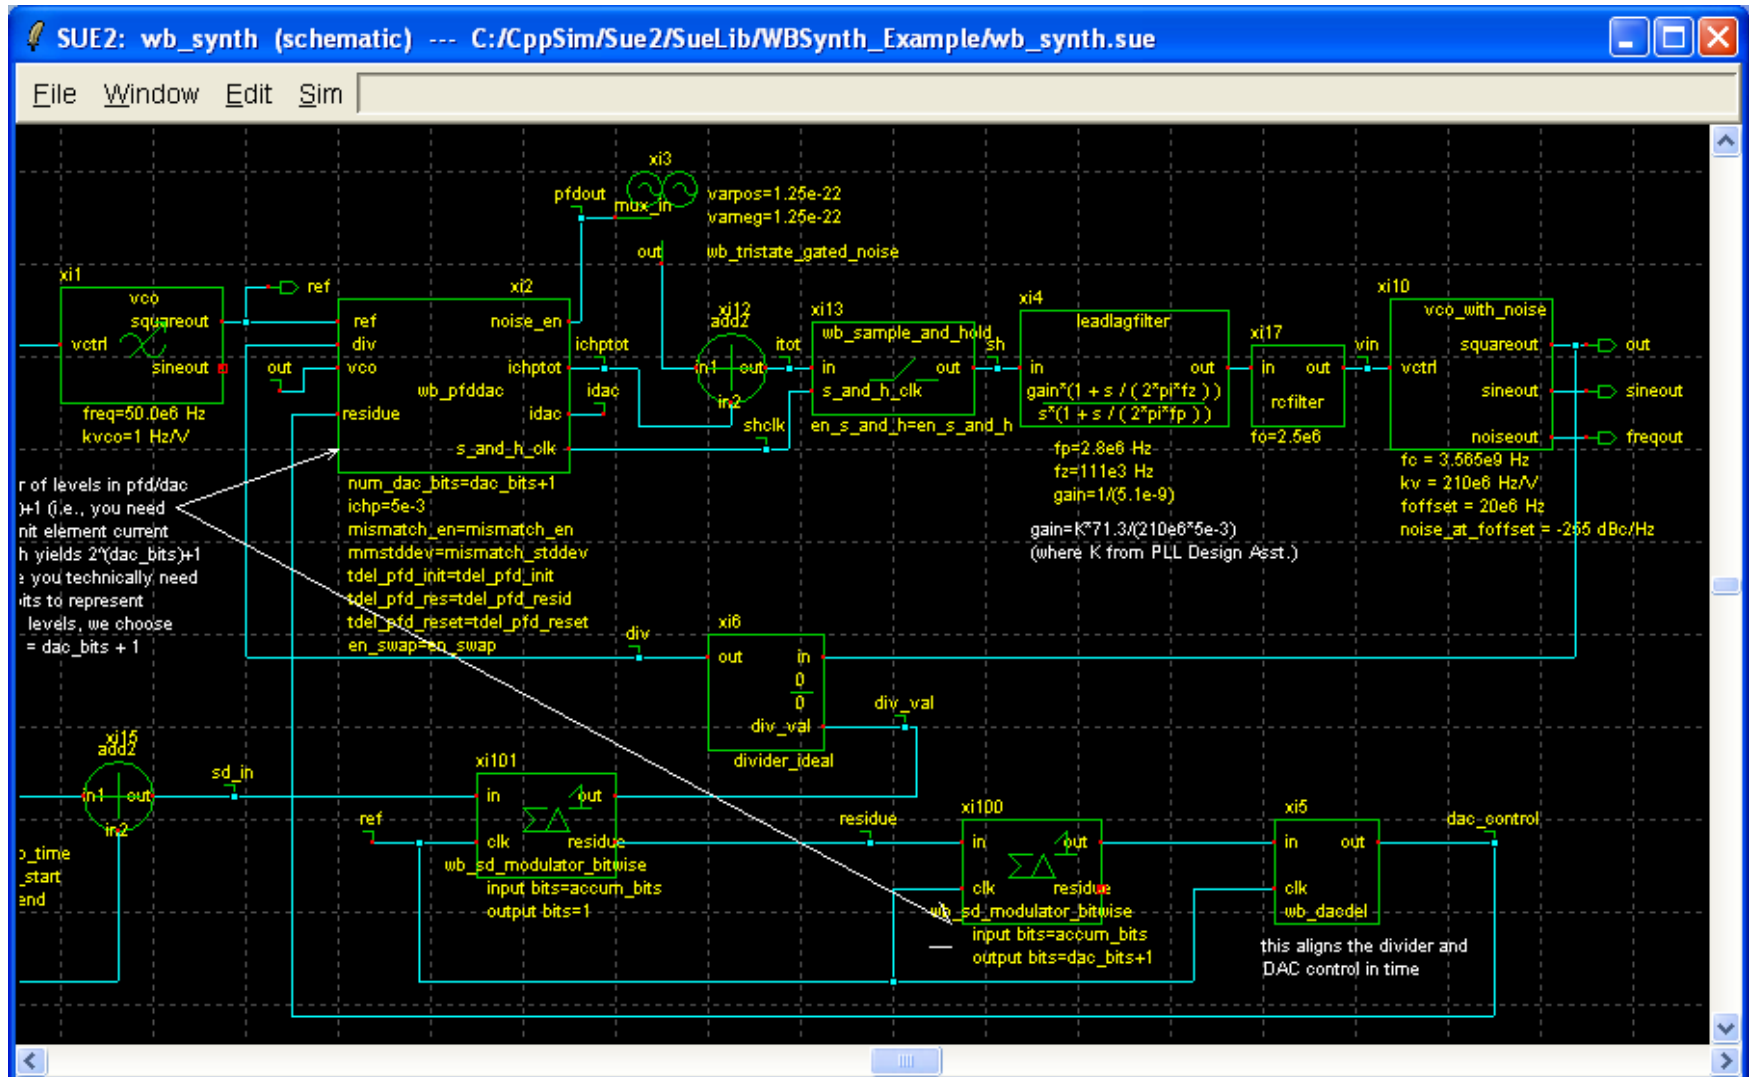 SUE2: wb_synth (schematic) --- C:/CppSim/Sue2/SueLib/WBSynth_Example/wb_synth.sue
File Window Edit Sim
xi3
pfdout
mux_in
varpos=1.25e-22
varneg=1.25e-22
out
wb_tristate_gated_noise
xi1
vco
squareout
vctrl
sineout
freq=50.0e6 Hz
kvco=1 Hz/V
ref
out
xi2
ref
noise_en
div
vco
ichptot
wb_pfddac
residue
idac
s_and_h_clk
num_dac_bits=dac_bits+1
ichp=5e-3
mismatch_en=mismatch_en
mmstddev=mismatch_stddev
tdel_pfd_init=tdel_pfd_init
tdel_pfd_res=tdel_pfd_resid
tdel_pfd_reset=tdel_pfd_reset
en_swap=en_swap
ichptot
idac
shclk
xi12
add2
in1 out
in2
itot
xi13
wb_sample_and_hold
in out
s_and_h_clk
en_s_and_h=en_s_and_h
sh
xi4
leadlagfilter
in out
gain*(1 + s / ( 2*pi*fz ))
s*(1 + s / ( 2*pi*fp ))
fp=2.8e6 Hz
fz=111e3 Hz
gain=1/(5.1e-9)
gain=K*71.3/(210e6*5e-3)
(where K from PLL Design Asst.)
xi17
in out
rcfilter
fo=2.5e6
vin
xi10
vco_with_noise
squareout
vctrl
sineout
noiseout
fc = 3.565e9 Hz
kv = 210e6 Hz/V
foffset = 20e6 Hz
noise_at_foffset = -255 dBc/Hz
out
sineout
freqout
r of levels in pfd/dac
)+1 (i.e., you need
nit element current
h yields 2^(dac_bits)+1
e you technically need
its to represent
levels, we choose
= dac_bits + 1
div
xi6
out in
0
0
div_val
divider_ideal
div_val
xi15
add2
in1 out
in2
sd_in
o_time
_start
end
ref
xi101
in out
ΣΔ
clk residue
wb_sd_modulator_bitwise
input bits=accum_bits
output bits=1
residue
xi100
in out
ΣΔ
clk residue
wb_sd_modulator_bitwise
input bits=accum_bits
output bits=dac_bits+1
xi5
in out
clk
wb_dacdel
dac_control
this aligns the divider and
DAC control in time